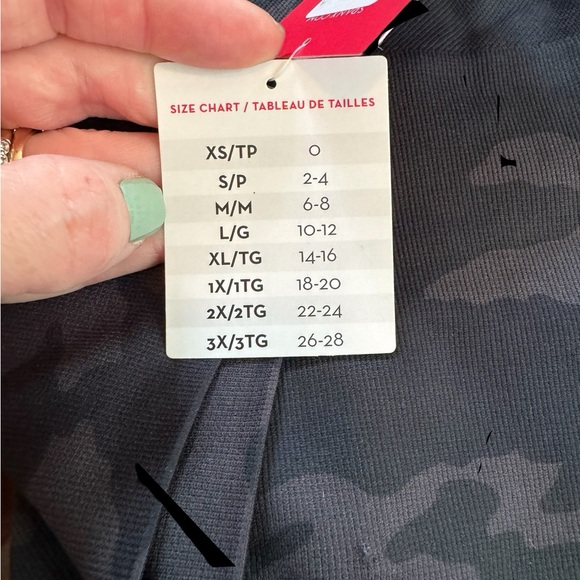 SIZE CHART / TABLEAU DE TAILLES
XS/TP 0
S/P 2-4
M/M 6-8
L/G 10-12
XL/TG 14-16
1X/1TG 18-20
2X/2TG 22-24
3X/3TG 26-28